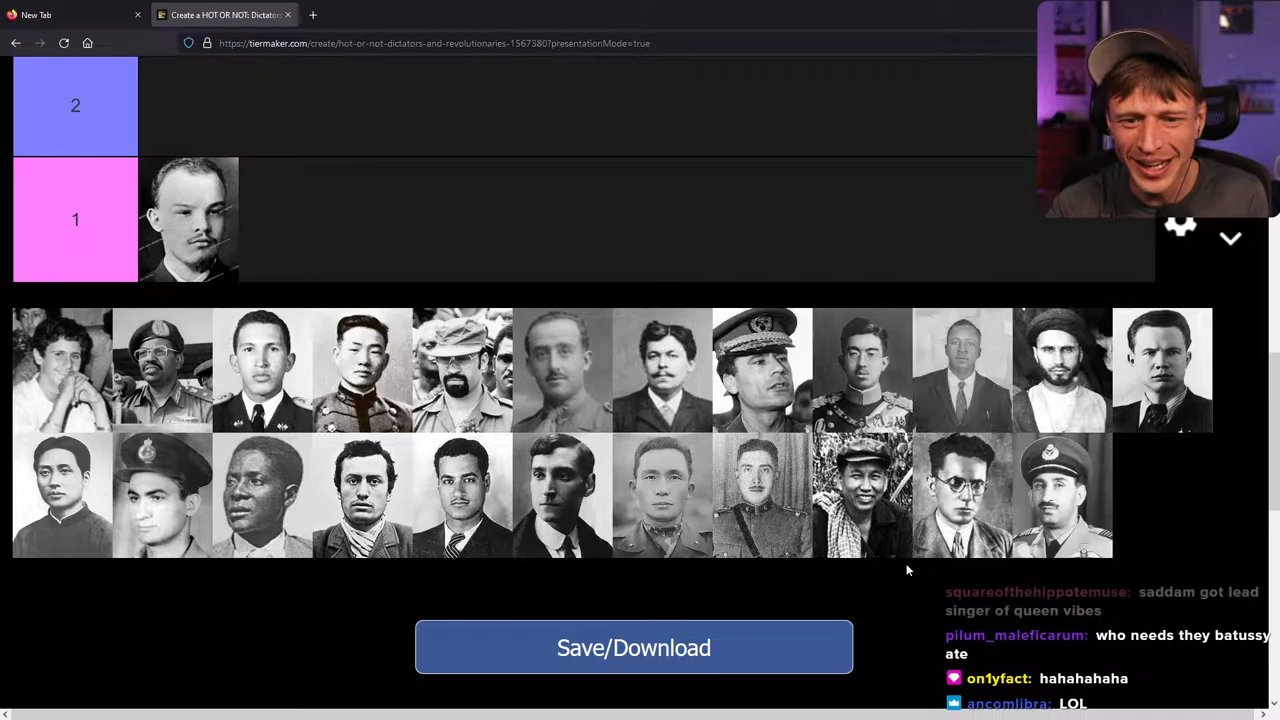 New Tab
Create a HOT OR NOT: Dictators
https://tiermaker.com/create/hot-or-not-dictators-and-revolutionaries-1567380?presentationMode=true
2
1
Save/Download
squareofthehippotemuse: saddam got lead
singer of queen vibes
pilum_maleficarum: who needs they batussy
ate
on1yfact: hahahahaha
ancomlibra: LOL